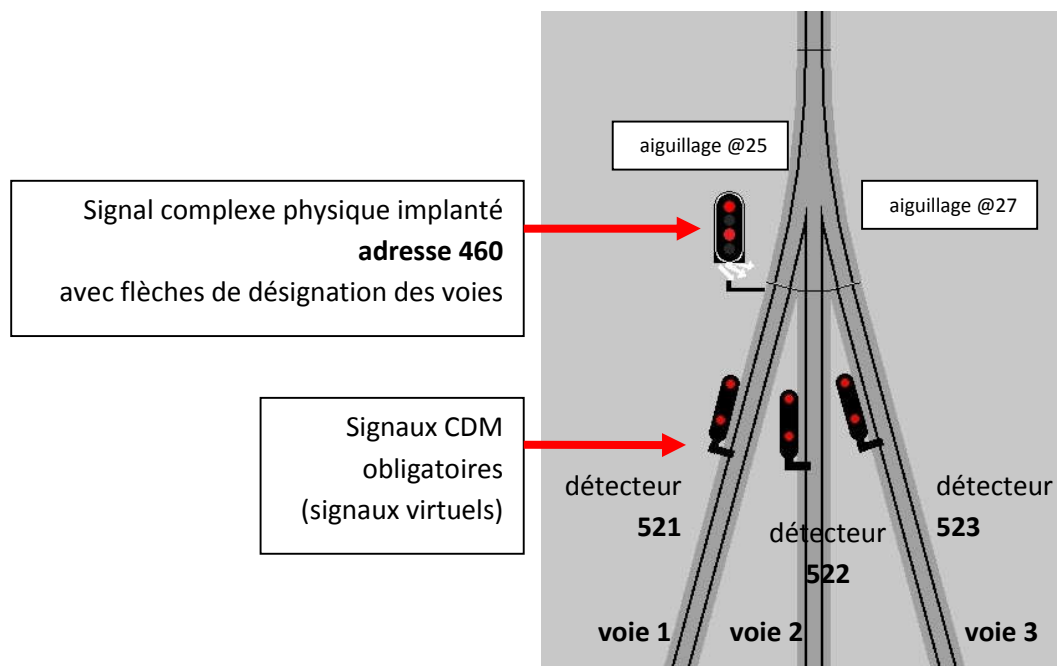 aiguillage @25
aiguillage @27
Signal complexe physique implanté
adresse 460
avec flèches de désignation des voies
Signaux CDM
obligatoires
(signaux virtuels)
détecteur
521
détecteur
522
détecteur
523
voie 1
voie 2
voie 3